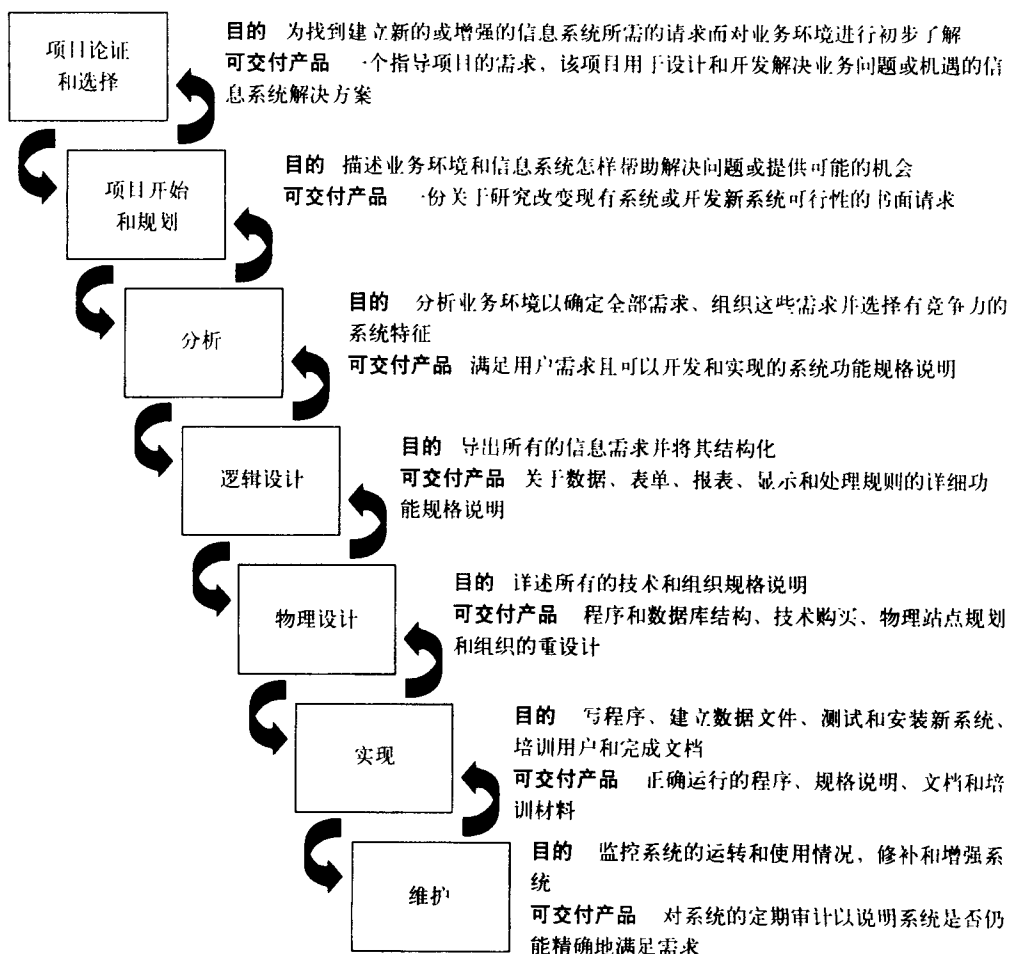 项目论证
和选择
目的 为找到建立新的或增强的信息系统所需的请求而对业务环境进行初步了解
可交付产品 一个指导项目的需求，该项目用于设计和开发解决业务问题或机遇的信
息系统解决方案
项目开始
和规划
目的 描述业务环境和信息系统怎样帮助解决问题或提供可能的机会
可交付产品 一份关于研究改变现有系统或开发新系统可行性的书面请求
分析
目的 分析业务环境以确定全部需求、组织这些需求并选择有竞争力的
系统特征
可交付产品 满足用户需求且可以开发和实现的系统功能规格说明
逻辑设计
目的 导出所有的信息需求并将其结构化
可交付产品 关于数据、表单、报表、显示和处理规则的详细功
能规格说明
物理设计
目的 详述所有的技术和组织规格说明
可交付产品 程序和数据库结构、技术购买、物理站点规划
和组织的重设计
实现
目的 写程序、建立数据文件、测试和安装新系统、
培训用户和完成文档
可交付产品 正确运行的程序、规格说明、文档和培
训材料
维护
目的 监控系统的运转和使用情况，修补和增强系
统
可交付产品 对系统的定期审计以说明系统是否仍
能精确地满足需求